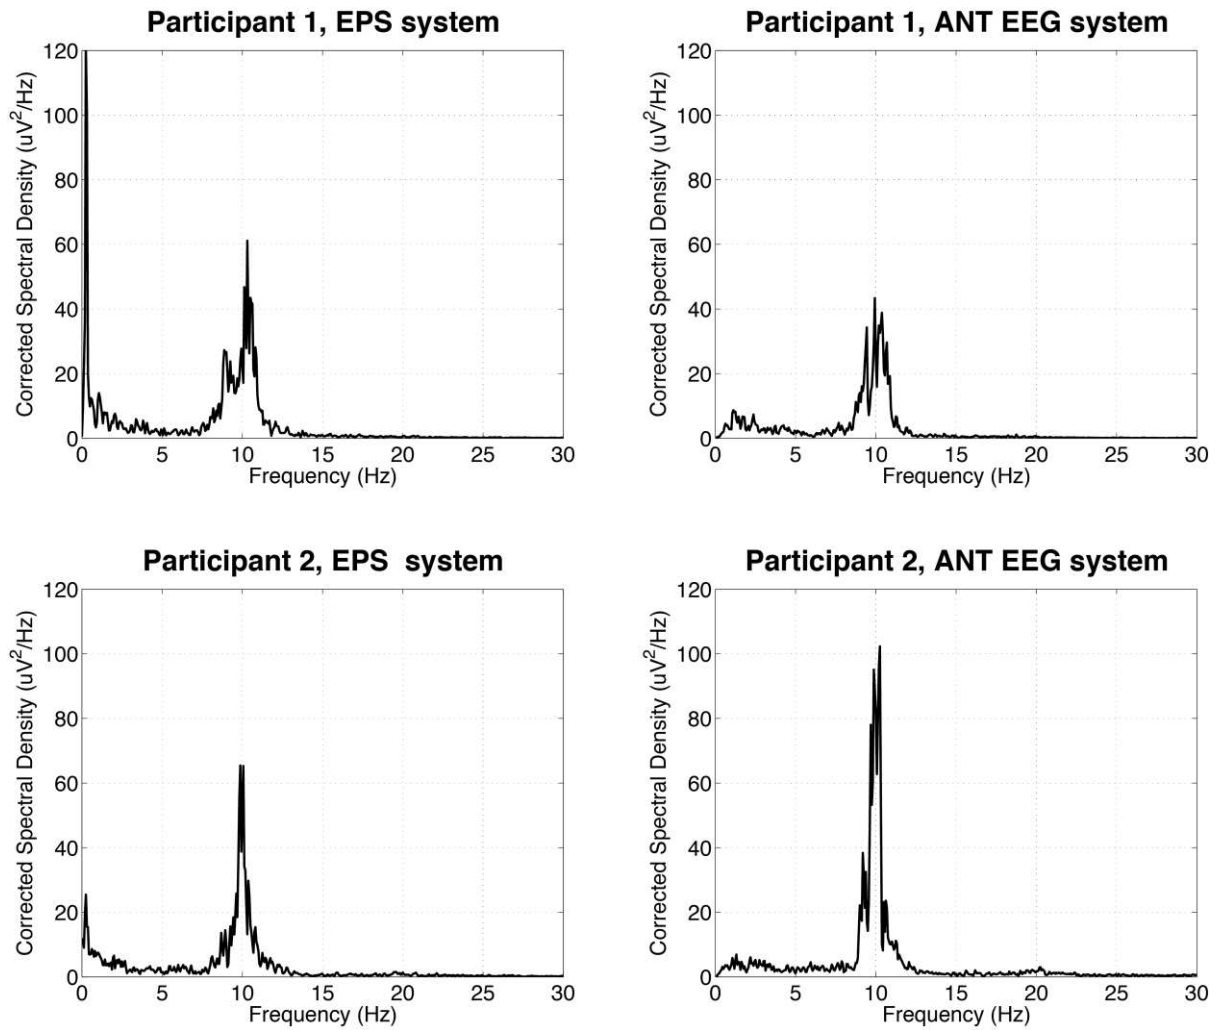 Participant 1, EPS system
Corrected Spectral Density (uV²/Hz)
120
100
80
60
40
20
0
0 5 10 15 20 25 30
Frequency (Hz)
Participant 1, ANT EEG system
Corrected Spectral Density (uV²/Hz)
120
100
80
60
40
20
0
0 5 10 15 20 25 30
Frequency (Hz)
Participant 2, EPS system
Corrected Spectral Density (uV²/Hz)
120
100
80
60
40
20
0
0 5 10 15 20 25 30
Frequency (Hz)
Participant 2, ANT EEG system
Corrected Spectral Density (uV²/Hz)
120
100
80
60
40
20
0
0 5 10 15 20 25 30
Frequency (Hz)